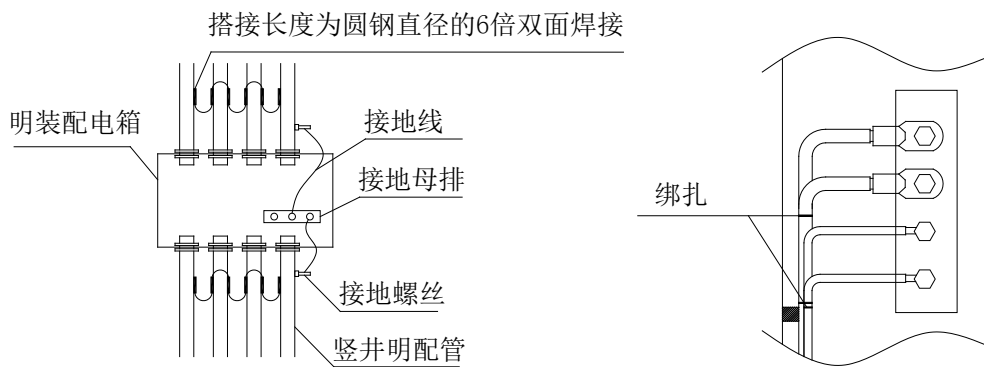 搭接长度为圆钢直径的6倍双面焊接
明装配电箱
接地线
接地母排
绑扎
接地螺丝
竖井明配管